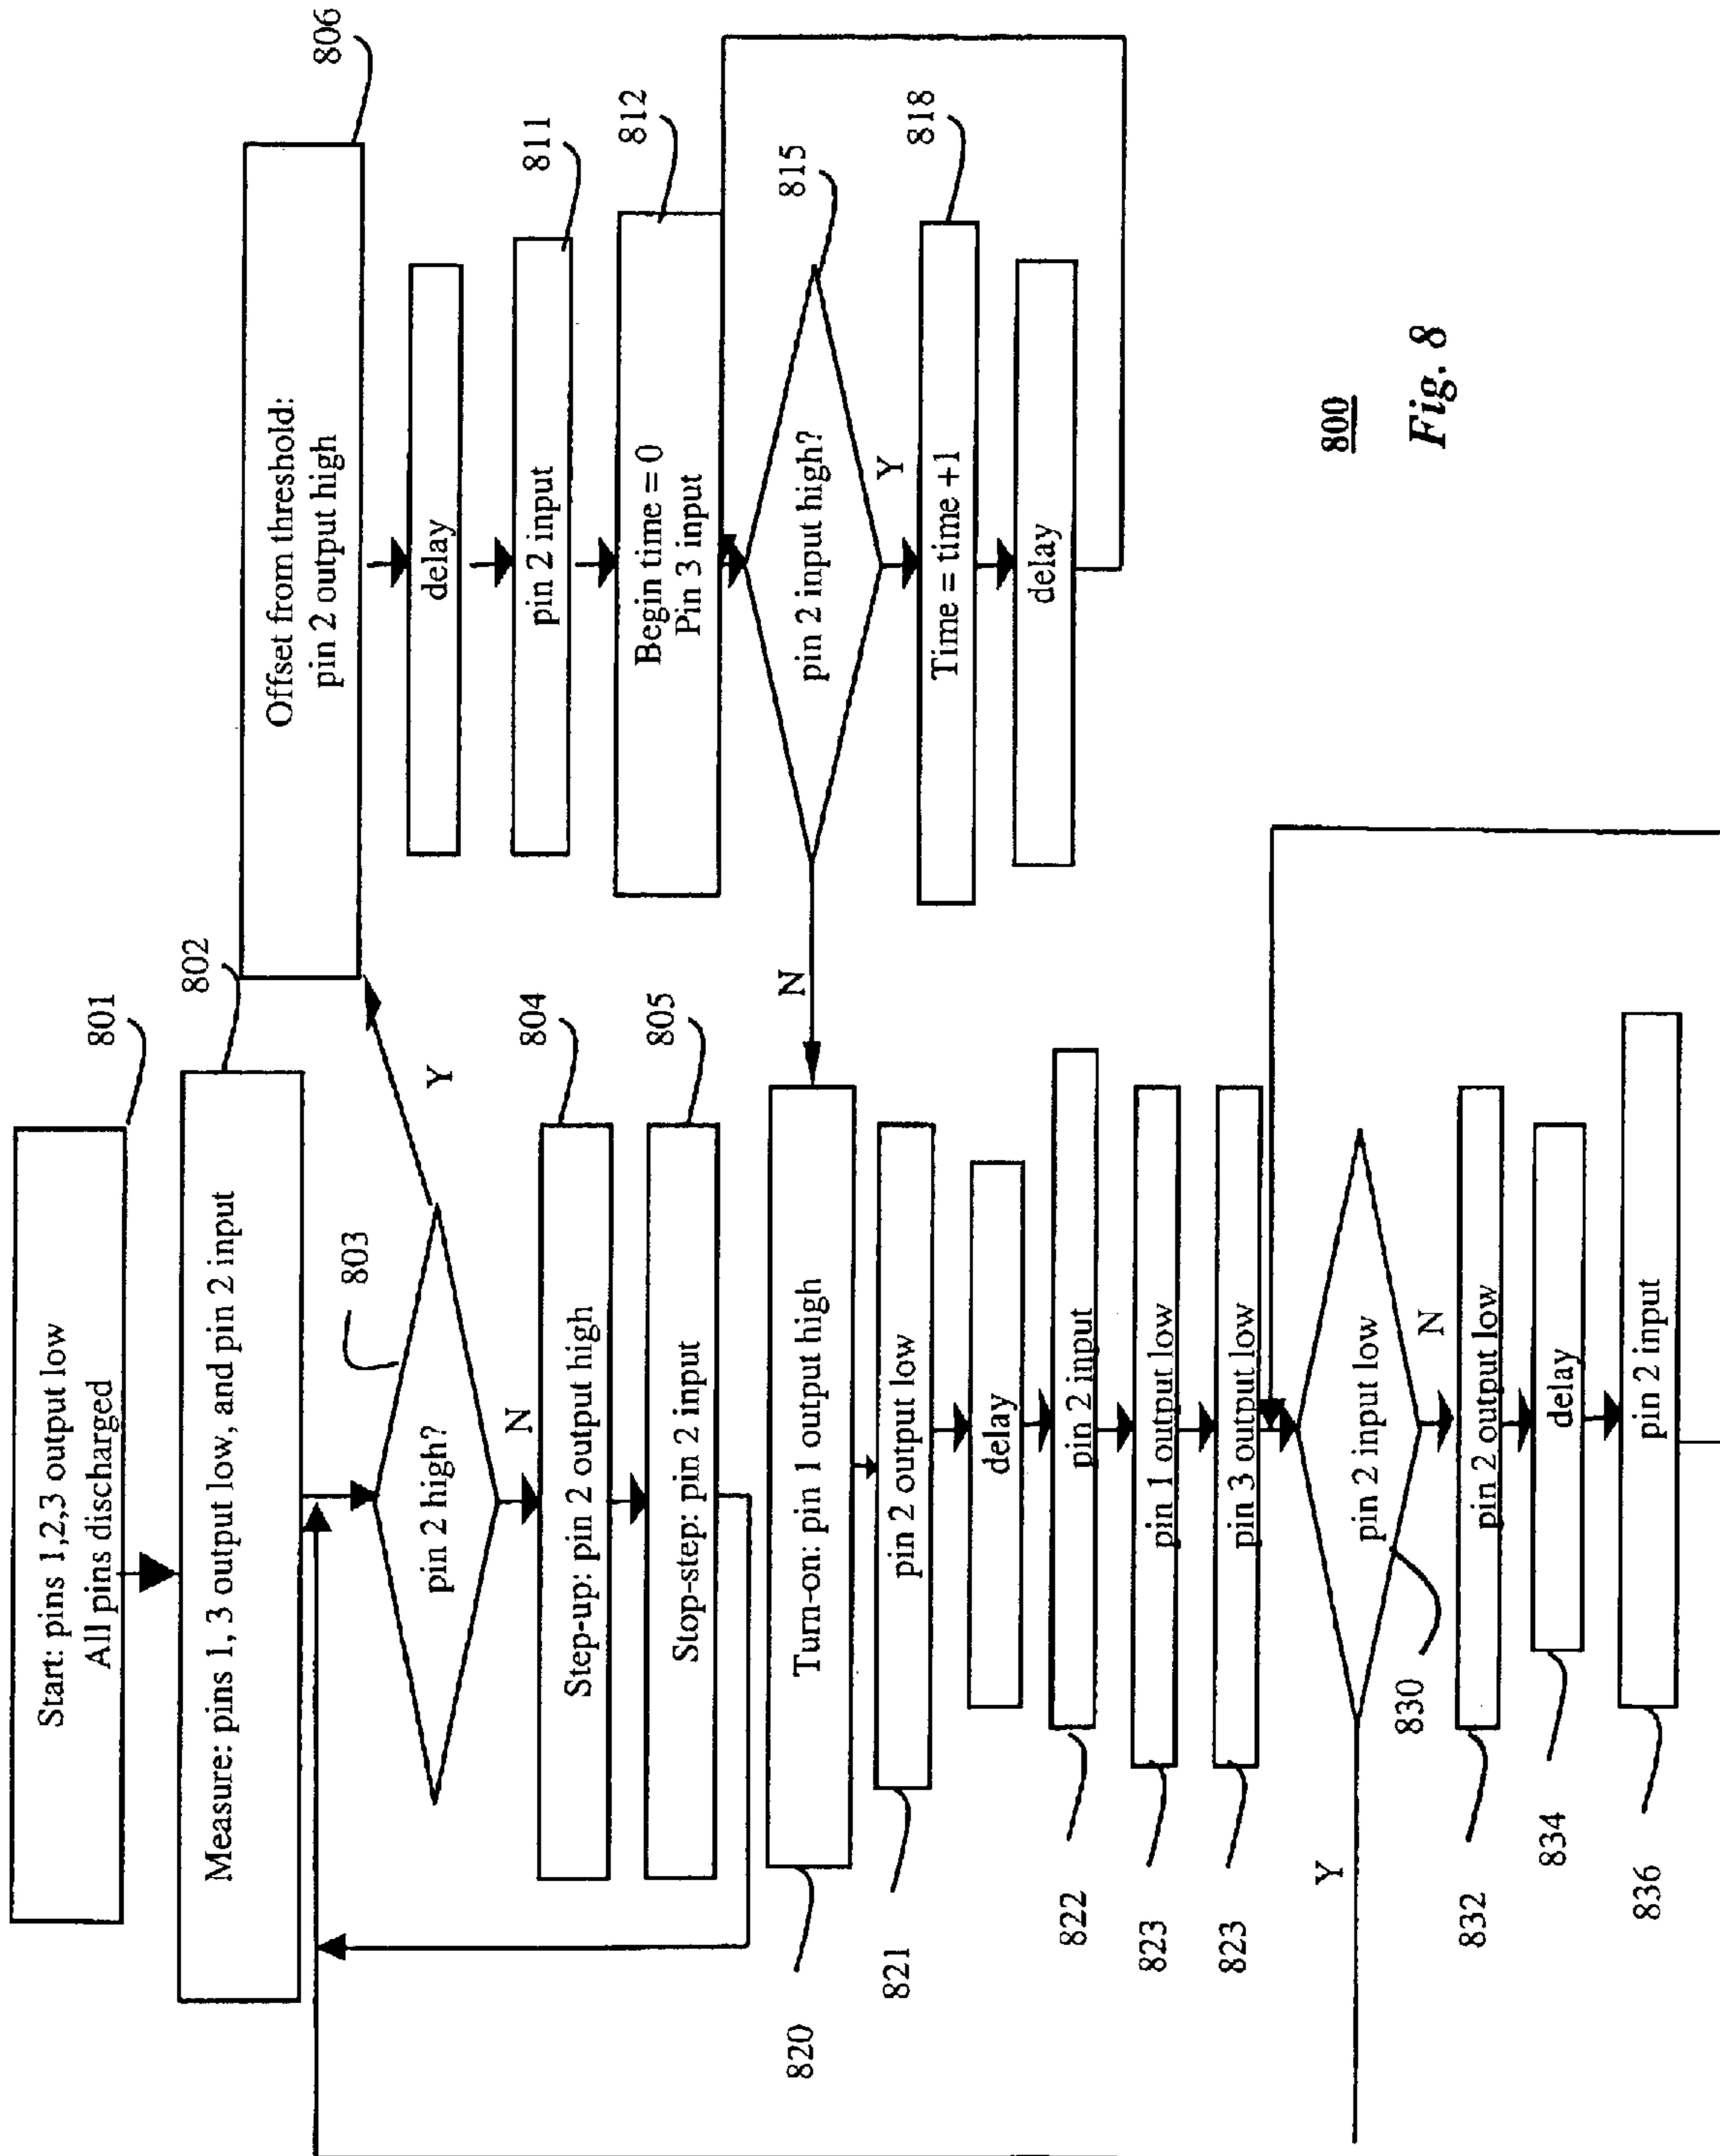 Start: pins 1,2,3 output low
All pins discharged
801
Measure: pins 1, 3 output low, and pin 2 input
802
803
pin 2 high?
Y
N
Step-up: pin 2 output high
804
Stop-step: pin 2 input
805
Offset from threshold:
pin 2 output high
806
delay
pin 2 input
811
Begin time = 0
Pin 3 input
812
pin 2 input high?
815
N
Y
Time = time +1
818
delay
Turn-on: pin 1 output high
820
pin 2 output low
821
delay
pin 2 input
822
pin 1 output low
823
pin 3 output low
823
pin 2 input low
830
Y
N
pin 2 output low
832
delay
834
pin 2 input
836
800
Fig. 8